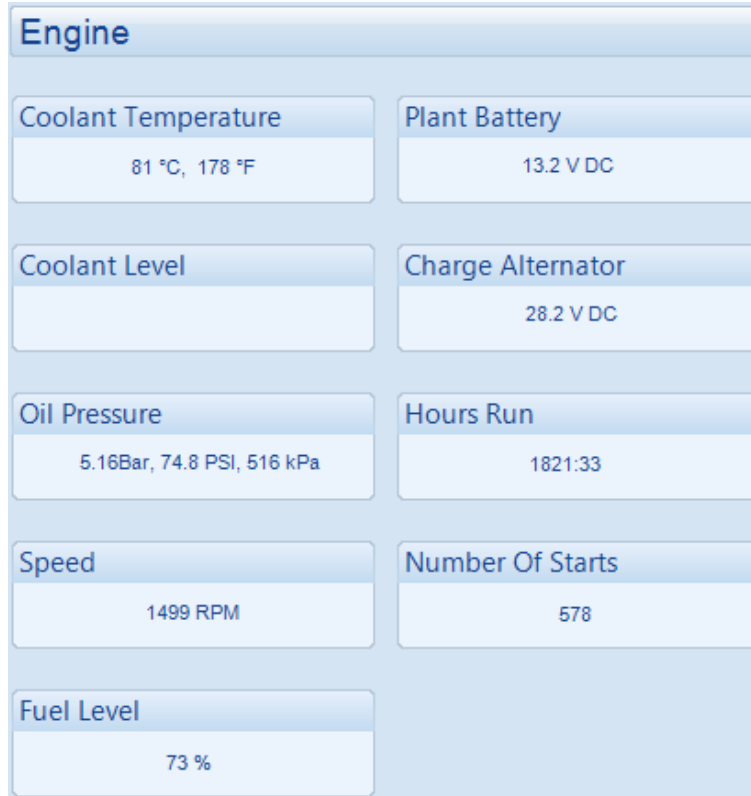 Engine
Coolant Temperature
81 °C,  178 °F
Plant Battery
13.2 V DC
Coolant Level
Charge Alternator
28.2 V DC
Oil Pressure
5.16Bar, 74.8 PSI, 516 kPa
Hours Run
1821:33
Speed
1499 RPM
Number Of Starts
578
Fuel Level
73 %